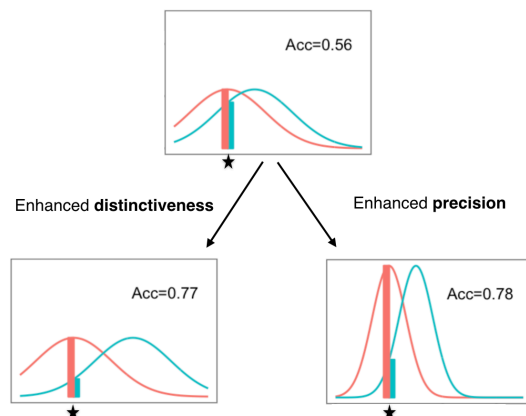 Acc=0.56
Enhanced distinctiveness
Enhanced precision
Acc=0.77
Acc=0.78